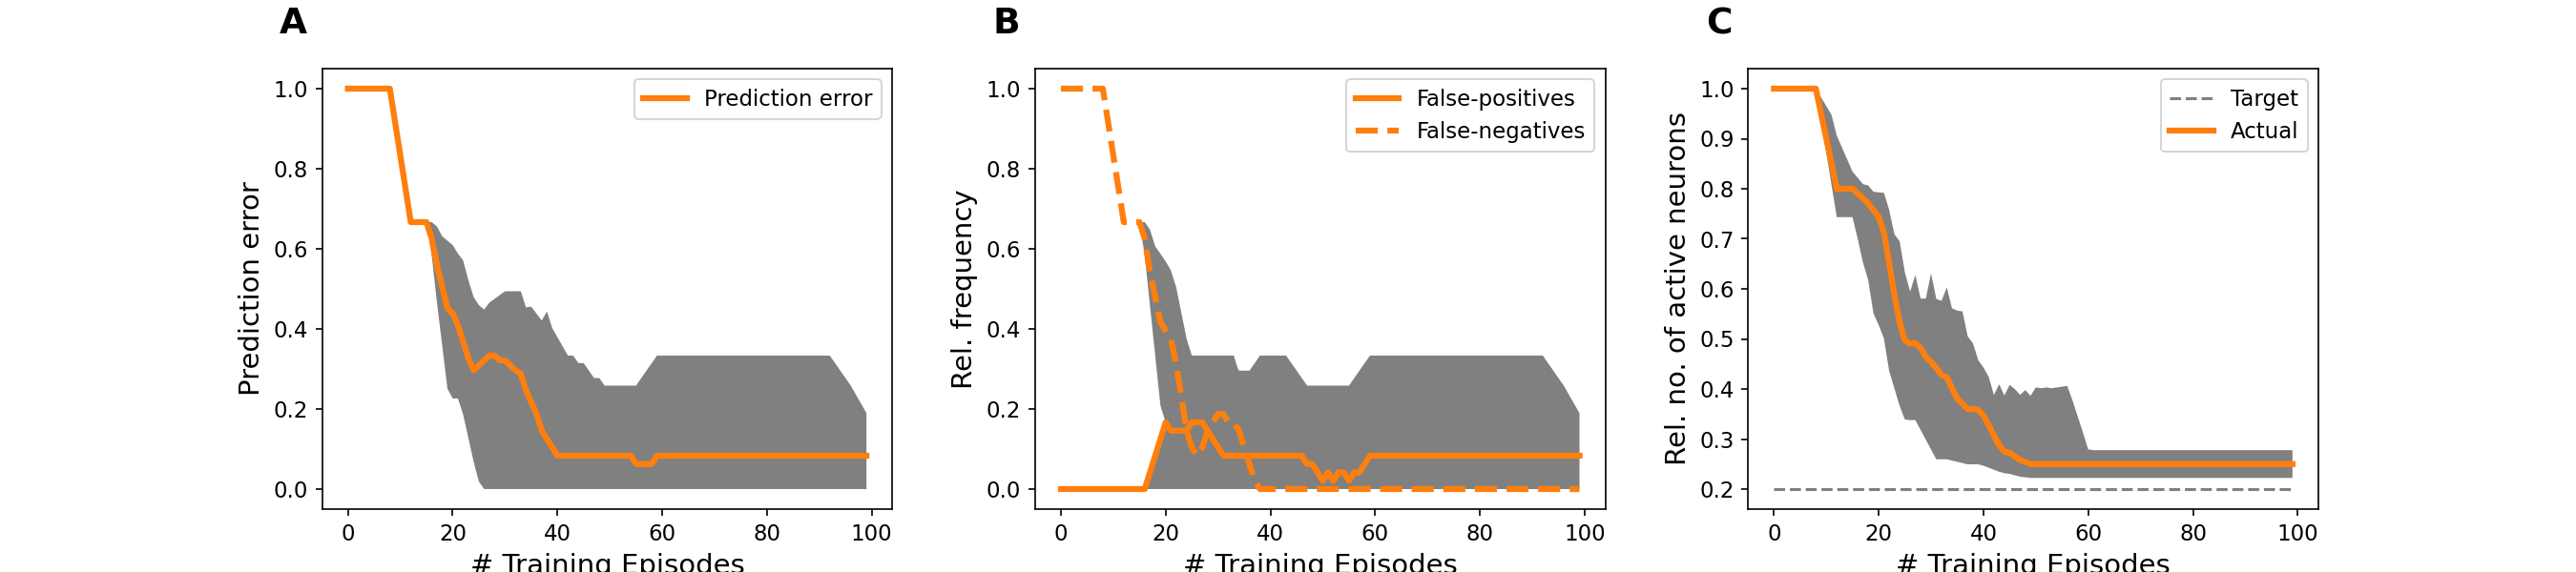 A
Prediction error
1.0
0.8
0.6
0.4
0.2
0.0
Prediction error
0
20
40
60
80
100
# Training Episodes
B
False-positives
False-negatives
1.0
0.8
0.6
0.4
0.2
0.0
Rel. frequency
0
20
40
60
80
100
# Training Episodes
C
Target
Actual
1.0
0.9
0.8
0.7
0.6
0.5
0.4
0.3
0.2
Rel. no. of active neurons
0
20
40
60
80
100
# Training Episodes